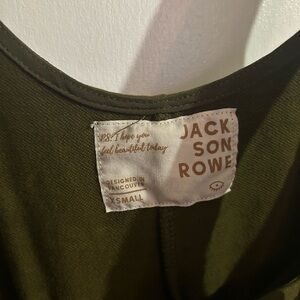 P.S. I hope you
feel beautiful today
JACK
SON
ROWE
DESIGNED IN
VANCOUVER
XSMALL